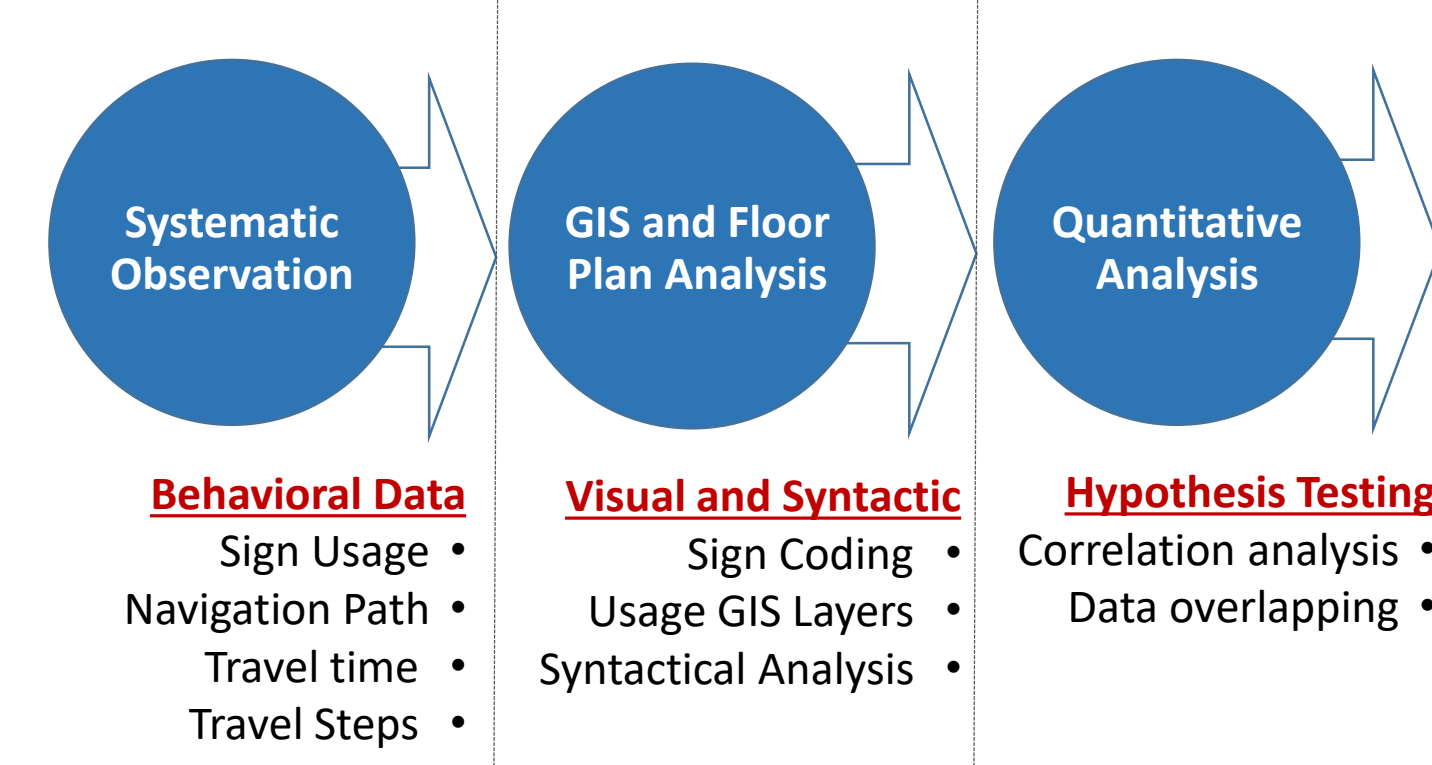 Systematic
Observation
GIS and Floor
Plan Analysis
Quantitative
Analysis
Behavioral Data
Sign Usage •
Navigation Path •
Travel time •
Travel Steps •
Visual and Syntactic
Sign Coding •
Usage GIS Layers •
Syntactical Analysis •
Hypothesis Testing
Correlation analysis •
Data overlapping •